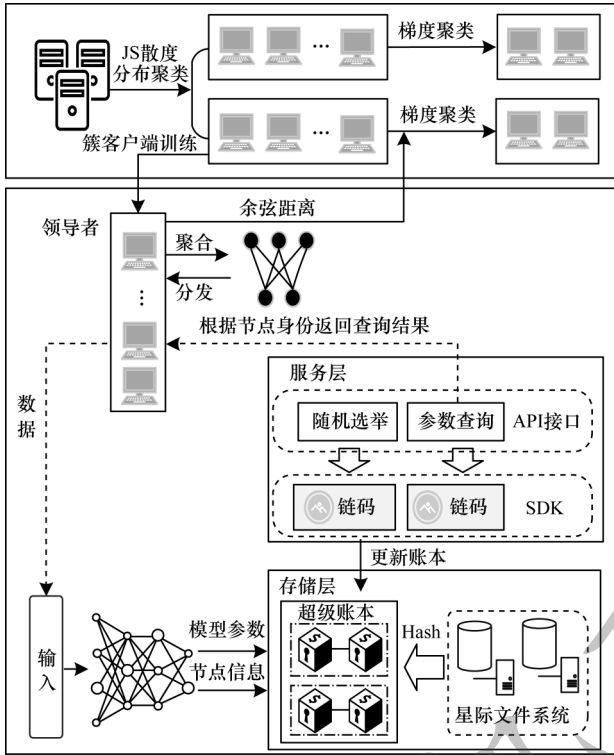 JS散度
分布聚类
…
梯度聚类
…
梯度聚类
簇客户端训练
余弦距离
领导者
聚合
分发
⋮
根据节点身份返回查询结果
数据
服务层
随机选举
参数查询
API接口
链码
链码
SDK
更新账本
存储层
超级账本
输入
模型参数
节点信息
Hash
S
S
S
S
星际文件系统